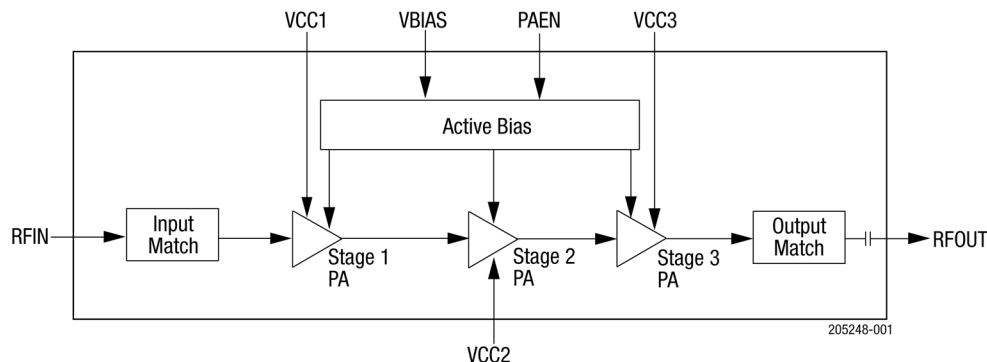 VCC1
VBIAS
PAEN
VCC3
Active Bias
RFIN
Input
Match
Stage 1
PA
Stage 2
PA
Stage 3
PA
Output
Match
RFOUT
205248-001
VCC2